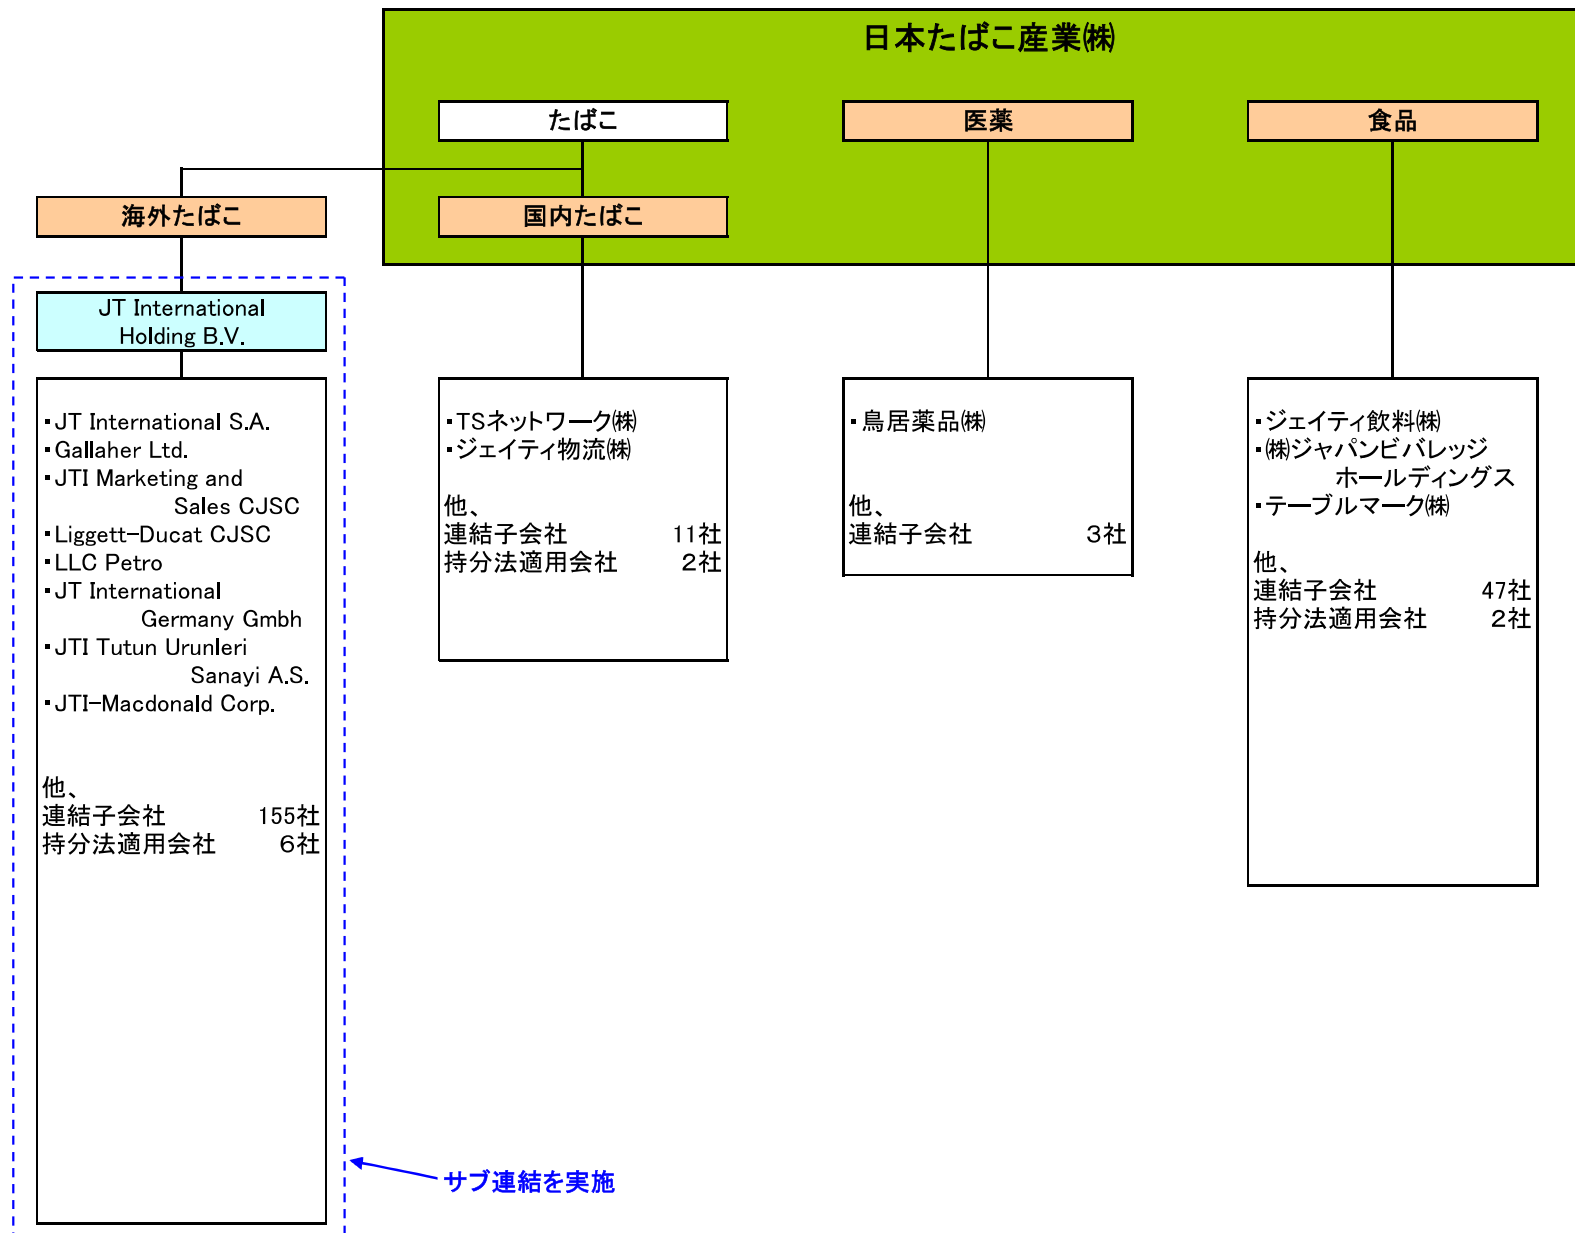 日本たばこ産業㈱
たばこ
医薬
食品
海外たばこ
国内たばこ
JT International
Holding B.V.
・JT International S.A.
・Gallaher Ltd.
・JTI Marketing and
Sales CJSC
・Liggett-Ducat CJSC
・LLC Petro
・JT International
Germany Gmbh
・JTI Tutun Urunleri
Sanayi A.S.
・JTI-Macdonald Corp.
他、
連結子会社 155社
持分法適用会社 6社
・TSネットワーク㈱
・ジェイティ物流㈱
他、
連結子会社 11社
持分法適用会社 2社
・鳥居薬品㈱
他、
連結子会社 3社
・ジェイティ飲料㈱
・㈱ジャパンビバレッジ
ホールディングス
・テーブルマーク㈱
他、
連結子会社 47社
持分法適用会社 2社
サブ連結を実施